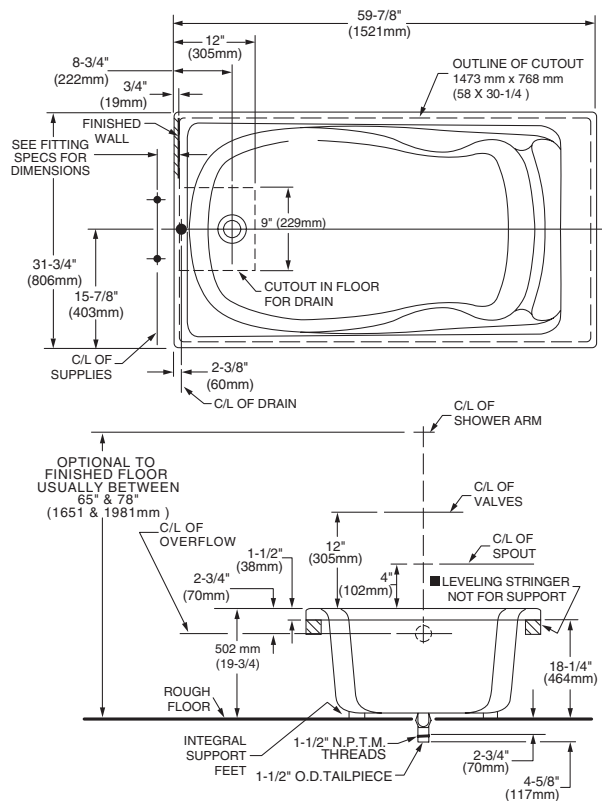 59-7/8"
(1521mm)
12"
(305mm)
8-3/4"
(222mm)
3/4"
(19mm)
OUTLINE OF CUTOUT
1473 mm x 768 mm
(58 X 30-1/4 )
FINISHED
WALL
SEE FITTING
SPECS FOR
DIMENSIONS
9" (229mm)
31-3/4"
(806mm)
15-7/8"
(403mm)
CUTOUT IN FLOOR
FOR DRAIN
C/L OF
SUPPLIES
2-3/8"
(60mm)
C/L OF DRAIN
C/L OF
SHOWER ARM
OPTIONAL TO
FINISHED FLOOR
USUALLY BETWEEN
65" & 78"
(1651 & 1981mm )
C/L OF
VALVES
C/L OF
OVERFLOW
12"
(305mm)
C/L OF
SPOUT
1-1/2"
(38mm)
4"
(102mm)
2-3/4"
(70mm)
■ LEVELING STRINGER
NOT FOR SUPPORT
502 mm
(19-3/4)
18-1/4"
(464mm)
ROUGH
FLOOR
INTEGRAL
SUPPORT
FEET
1-1/2" N.P.T.M.
THREADS
1-1/2" O.D.TAILPIECE
2-3/4"
(70mm)
4-5/8"
(117mm)